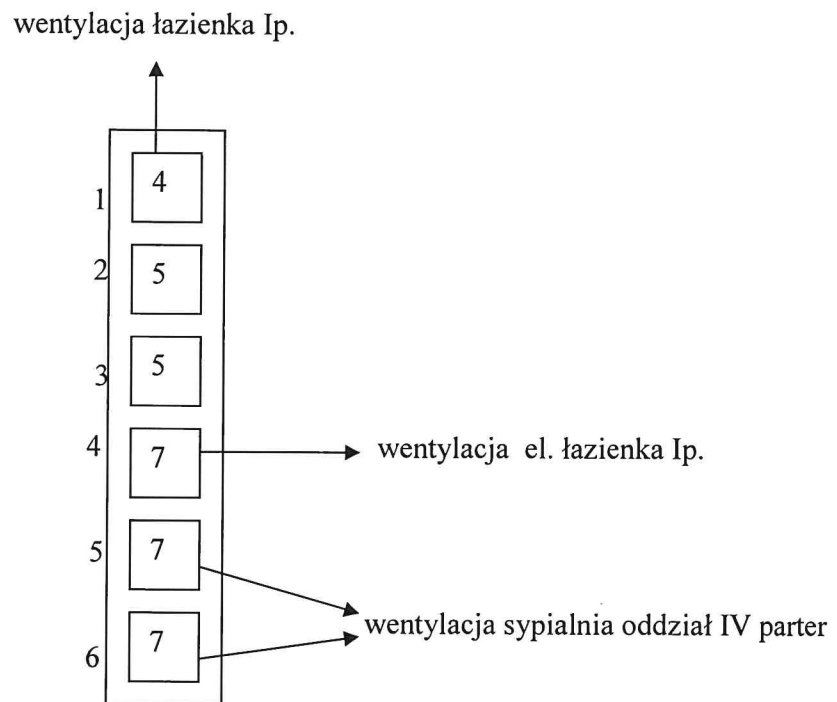 wentylacja łazienka Ip.
1 4
2 5
3 5
4 7 wentylacja el. łazienka Ip.
5 7
wentylacja sypialnia oddział IV parter
6 7